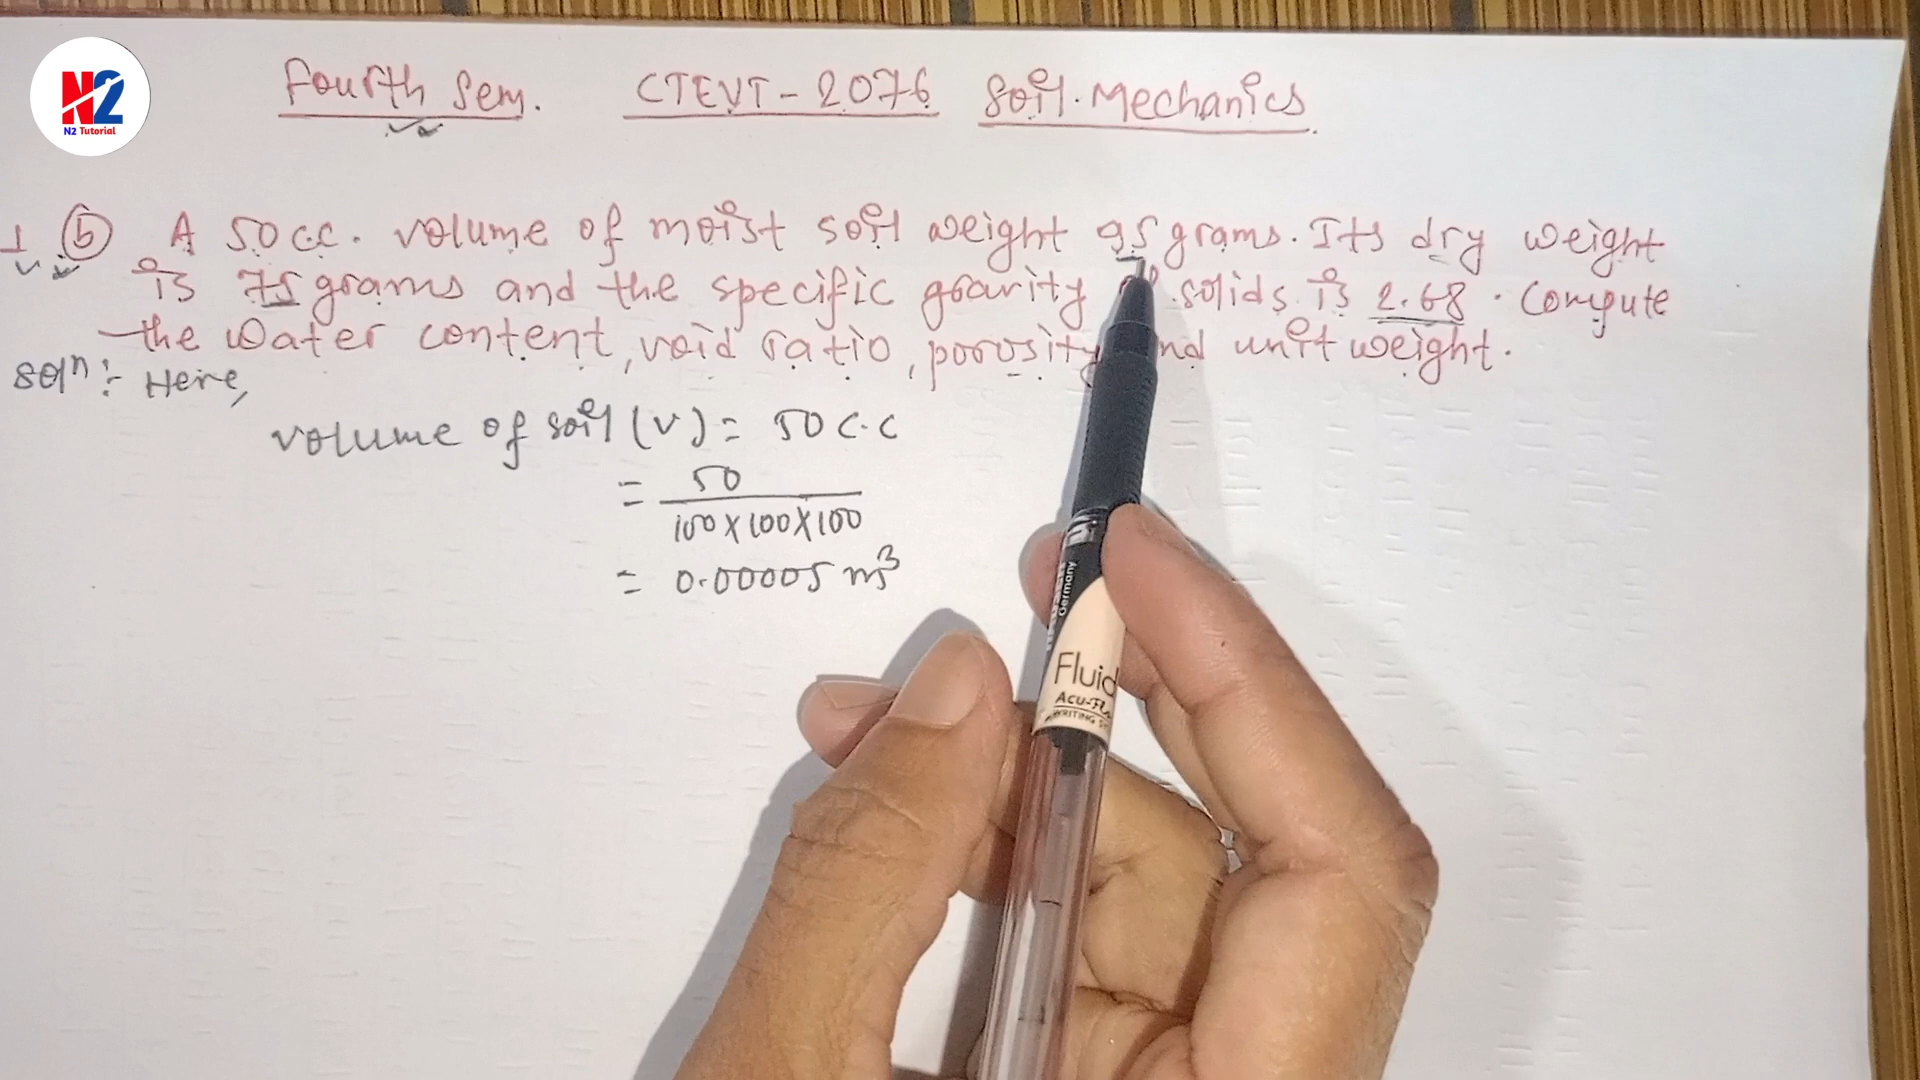 N2
N2 Tutorial
Fourth Sem. CTEVT-2076 Soil Mechanics
1 (b) A 50 c.c. volume of moist soil weight 95 grams. Its dry weight
is 75 grams and the specific gravity solids is 2.68. Compute
the water content, void ratio, porosity and unit weight.
Solⁿ:- Here,
volume of soil (V) = 50 C.C
= 50
100 X 100 X 100
= 0.00005 m³
Germany
Fluid
Acu-Flo
WRITING